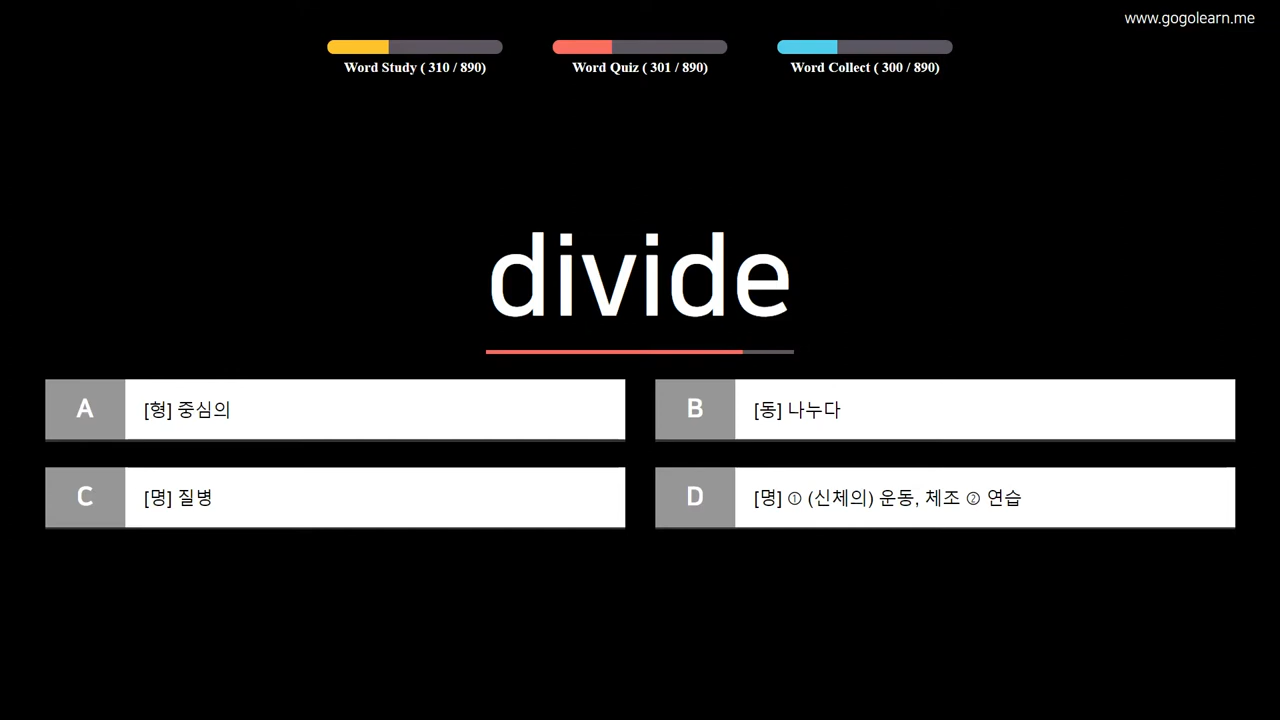 www.gogolearn.me
Word Study ( 310 / 890)
Word Quiz ( 301 / 890)
Word Collect ( 300 / 890)
divide
A [형] 중심의
B [동] 나누다
C [명] 질병
D [명] ① (신체의) 운동, 체조 ② 연습